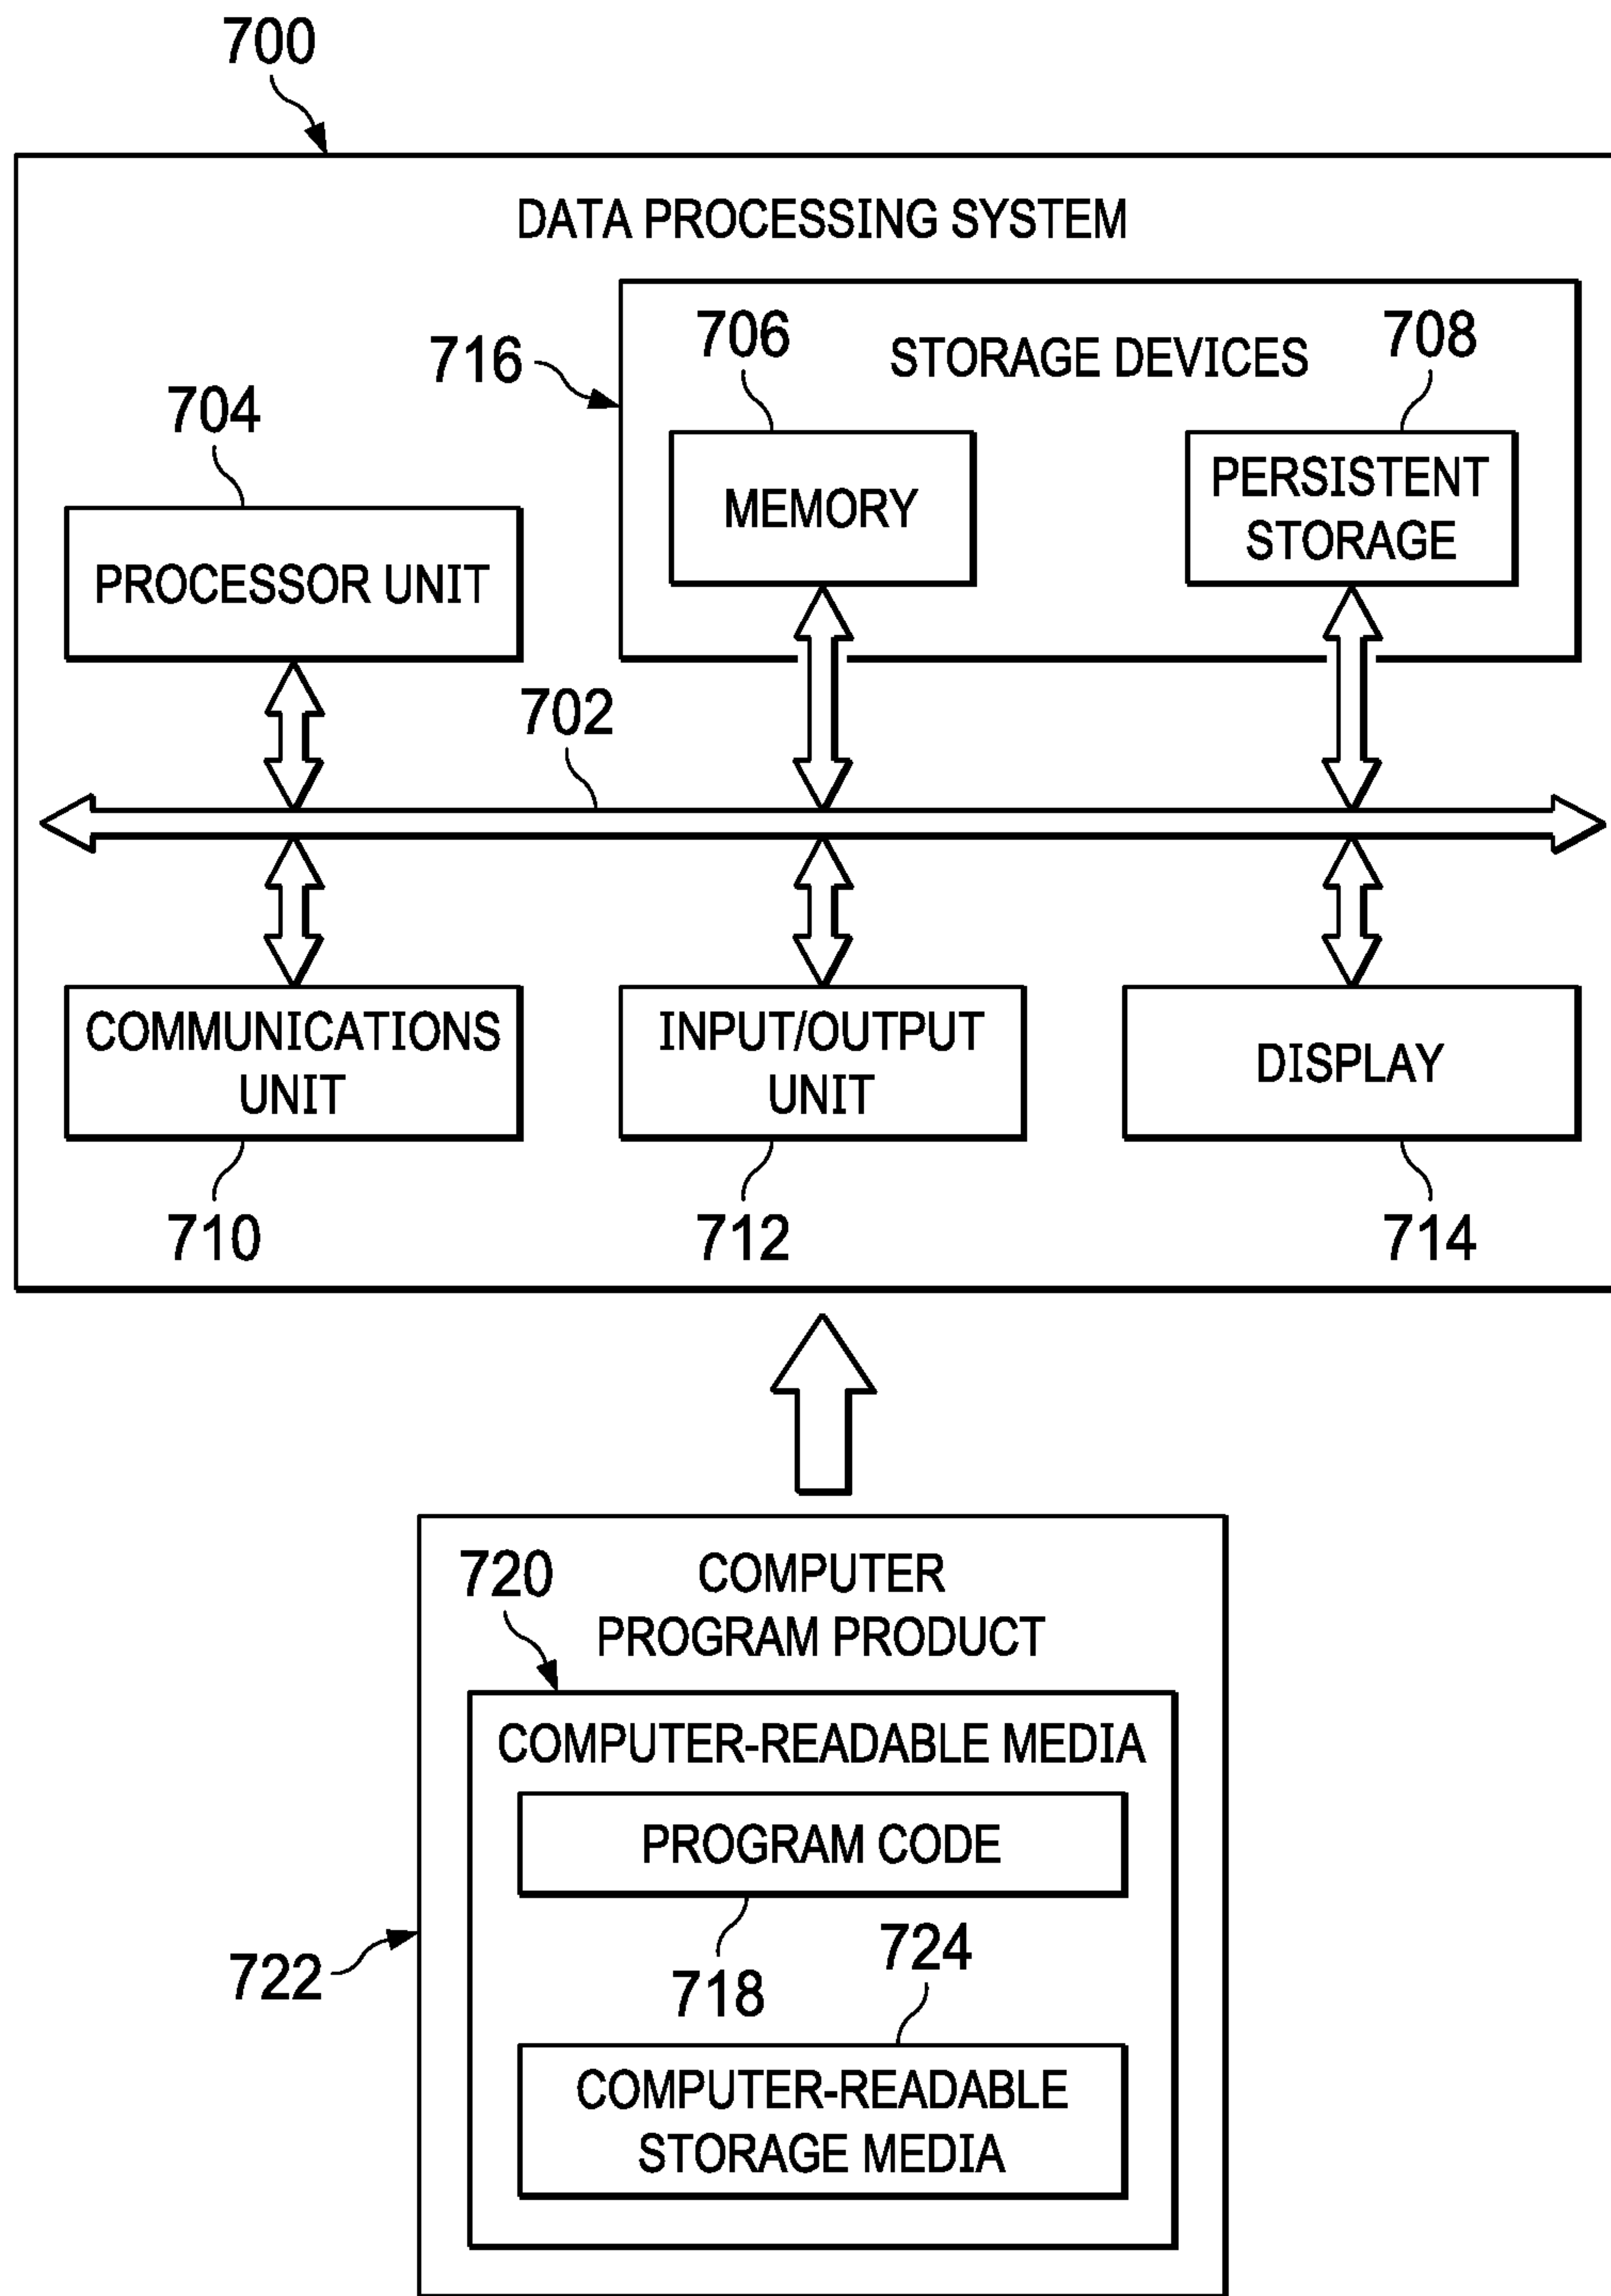 700
DATA PROCESSING SYSTEM
716
706
STORAGE DEVICES
708
704
MEMORY
PERSISTENT
STORAGE
PROCESSOR UNIT
702
COMMUNICATIONS
UNIT
INPUT/OUTPUT
UNIT
DISPLAY
710
712
714
720
COMPUTER
PROGRAM PRODUCT
COMPUTER-READABLE MEDIA
PROGRAM CODE
722
718
724
COMPUTER-READABLE
STORAGE MEDIA